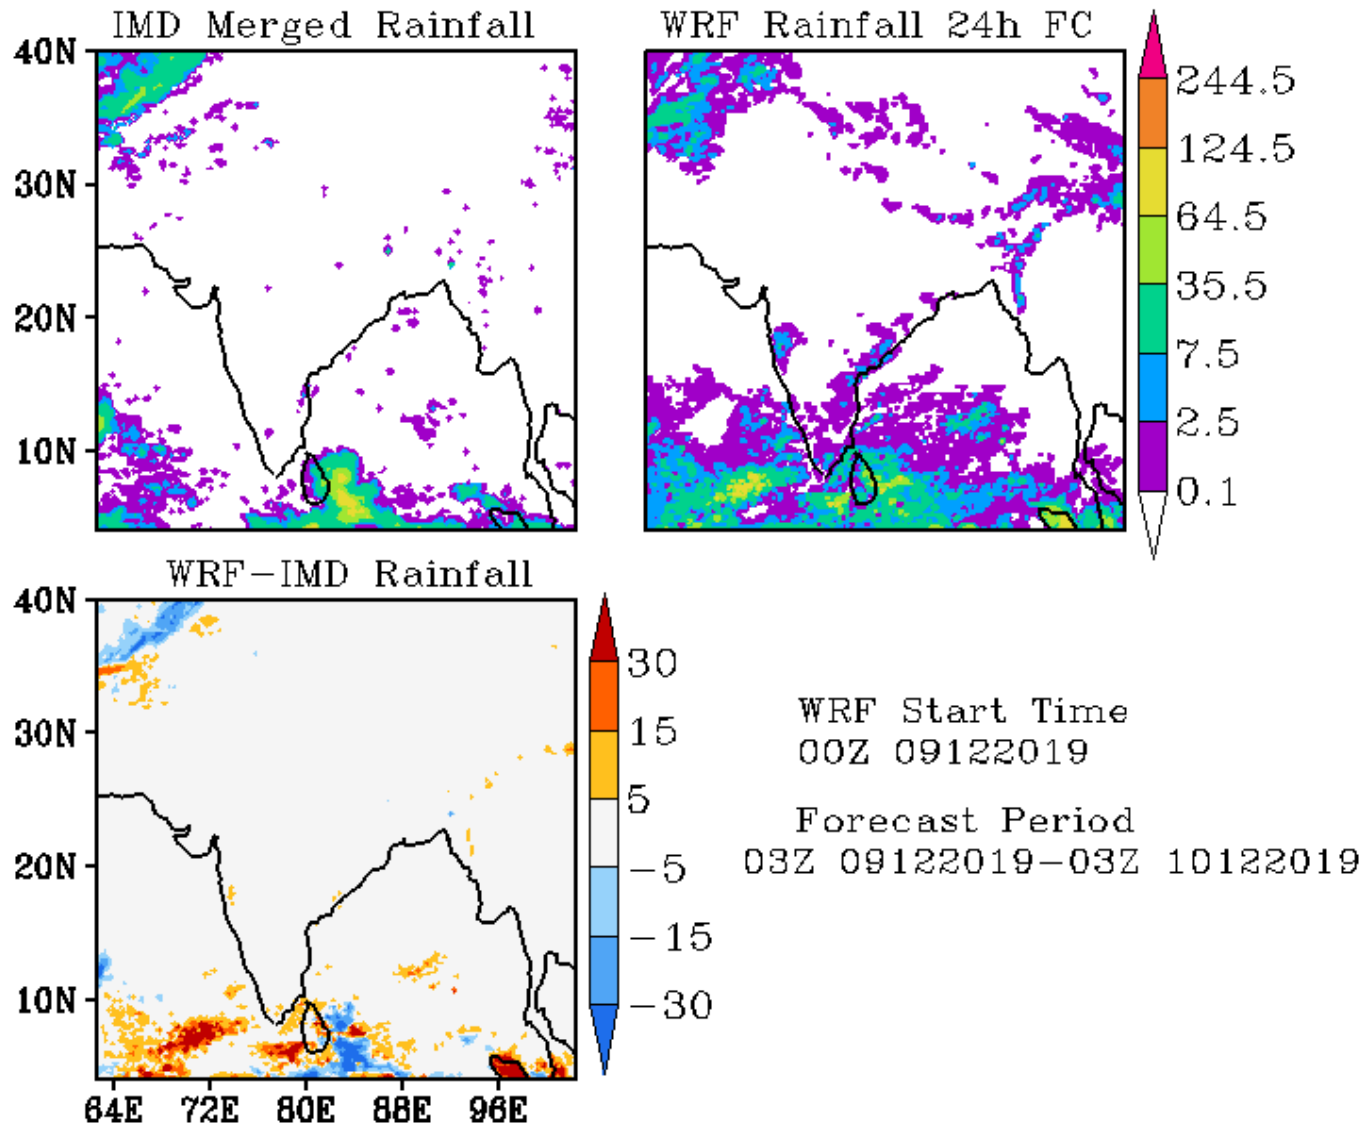 IMD Merged Rainfall
WRF Rainfall 24h FC
40N
30N
20N
10N
244.5
124.5
64.5
35.5
7.5
2.5
0.1
WRF-IMD Rainfall
40N
30N
20N
10N
64E 72E 80E 88E 96E
30
15
5
-5
-15
-30
WRF Start Time
00Z 09122019
Forecast Period
03Z 09122019-03Z 10122019